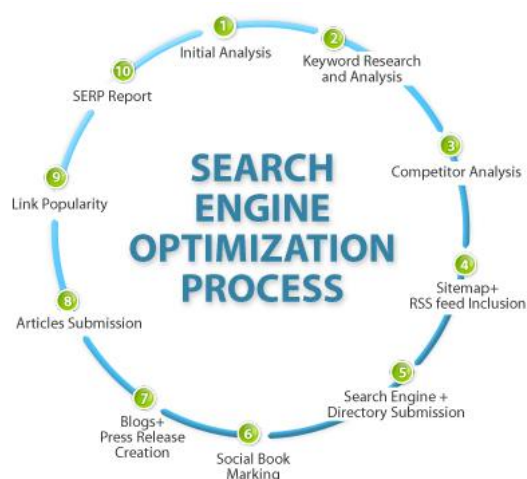 1
Initial Analysis
2
Keyword Research
and Analysis
3
Competitor Analysis
4
Sitemap+
RSS feed Inclusion
5
Search Engine +
Directory Submission
6
Social Book
Marking
7
Blogs+
Press Release
Creation
8
Articles Submission
9
Link Popularity
10
SERP Report
SEARCH
ENGINE
OPTIMIZATION
PROCESS